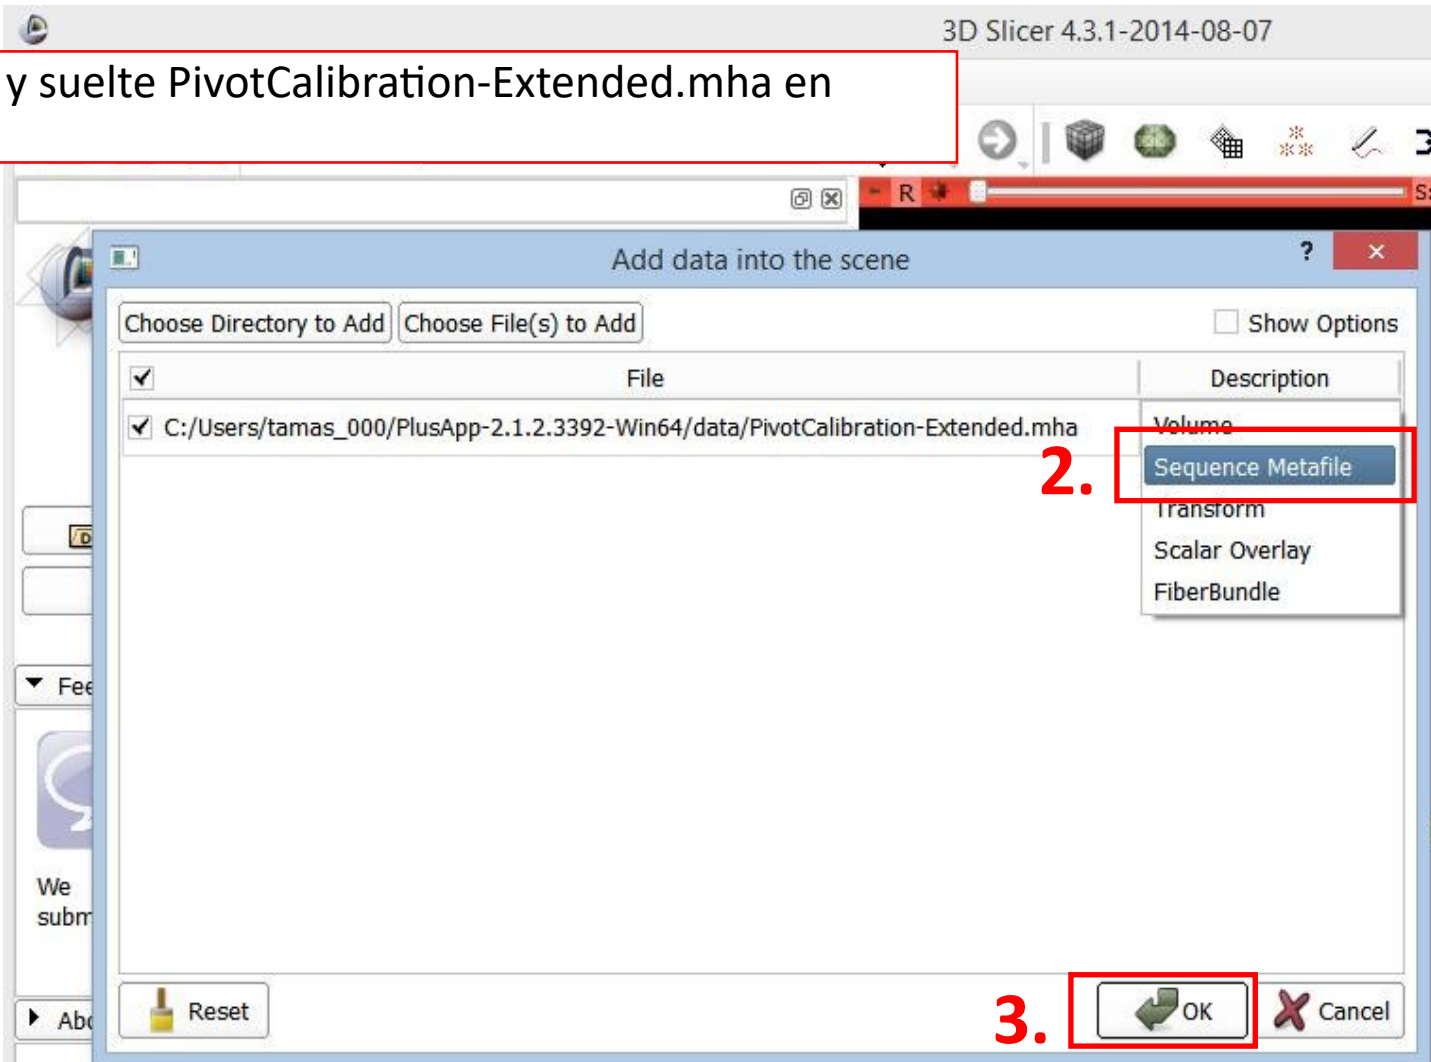 3D Slicer 4.3.1-2014-08-07
y suelte PivotCalibration-Extended.mha en
R
S:
Add data into the scene
?
Choose Directory to Add Choose File(s) to Add Show Options
File Description
C:/Users/tamas_000/PlusApp-2.1.2.3392-Win64/data/PivotCalibration-Extended.mha Volume
2. Sequence Metafile
Transform
Scalar Overlay
FiberBundle
Fee
We
subm
Abo
Reset 3. OK Cancel